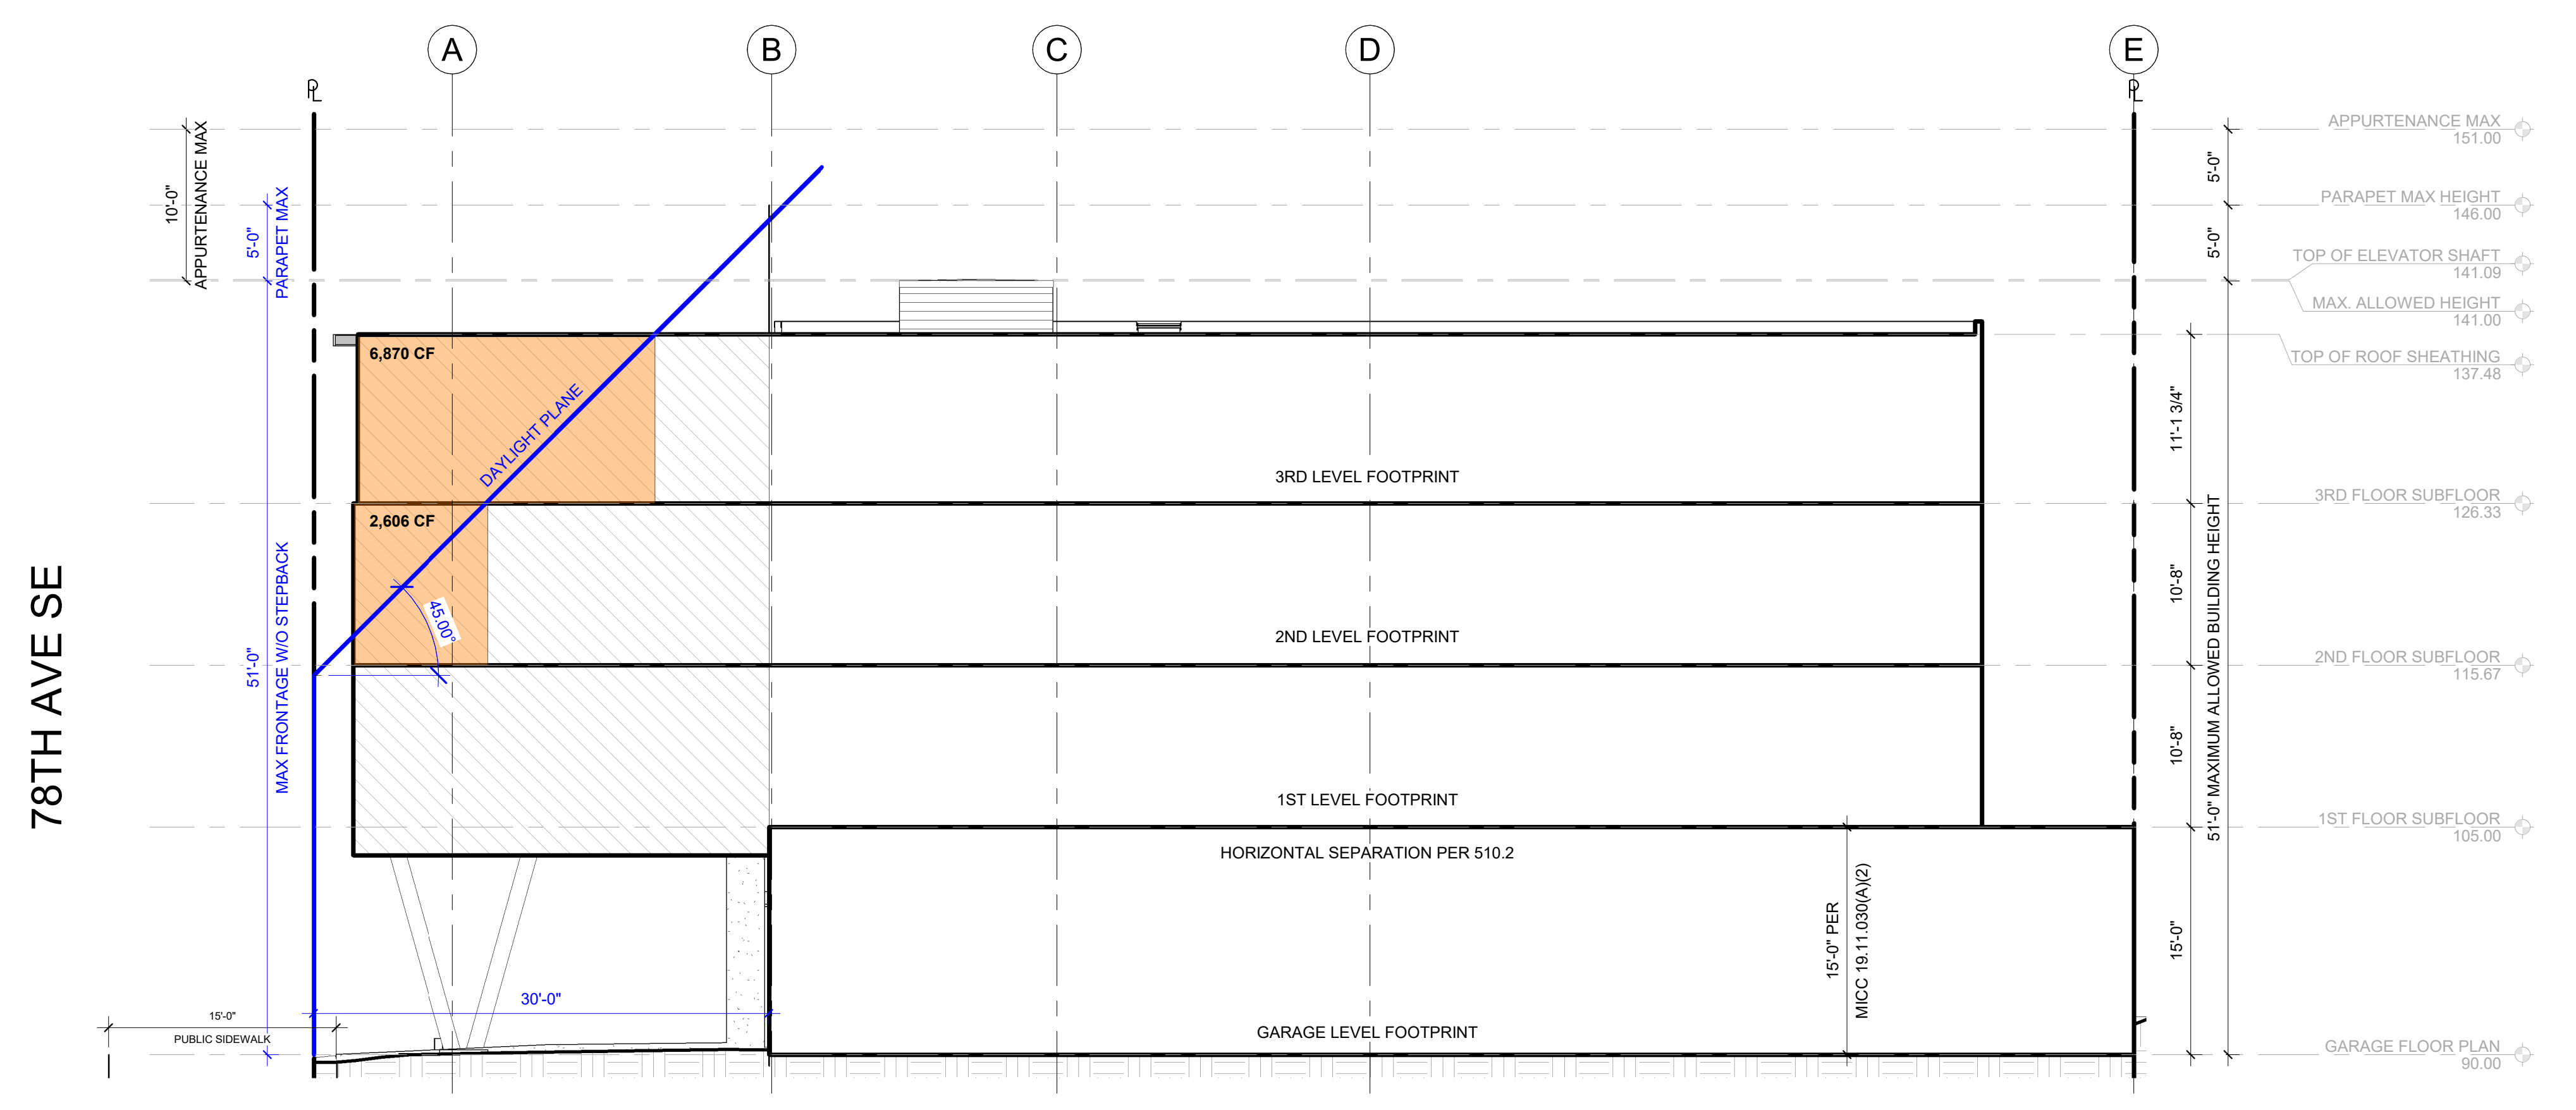 A
B
C
D
E
PL
PL
10'-0"
APPURTENANCE MAX
5'-0"
PARAPET MAX
51'-0"
MAX FRONTAGE W/O STEPBACK
78TH AVE SE
15'-0"
PUBLIC SIDEWALK
6,870 CF
2,606 CF
DAYLIGHT PLANE
45.00°
30'-0"
3RD LEVEL FOOTPRINT
2ND LEVEL FOOTPRINT
1ST LEVEL FOOTPRINT
HORIZONTAL SEPARATION PER 510.2
GARAGE LEVEL FOOTPRINT
15'-0" PER
MICC 19.11.030(A)(2)
5'-0"
5'-0"
11'-1 3/4"
10'-8"
10'-8"
15'-0"
51'-0" MAXIMUM ALLOWED BUILDING HEIGHT
APPURTENANCE MAX
151.00
PARAPET MAX HEIGHT
146.00
TOP OF ELEVATOR SHAFT
141.09
MAX. ALLOWED HEIGHT
141.00
TOP OF ROOF SHEATHING
137.48
3RD FLOOR SUBFLOOR
126.33
2ND FLOOR SUBFLOOR
115.67
1ST FLOOR SUBFLOOR
105.00
GARAGE FLOOR PLAN
90.00